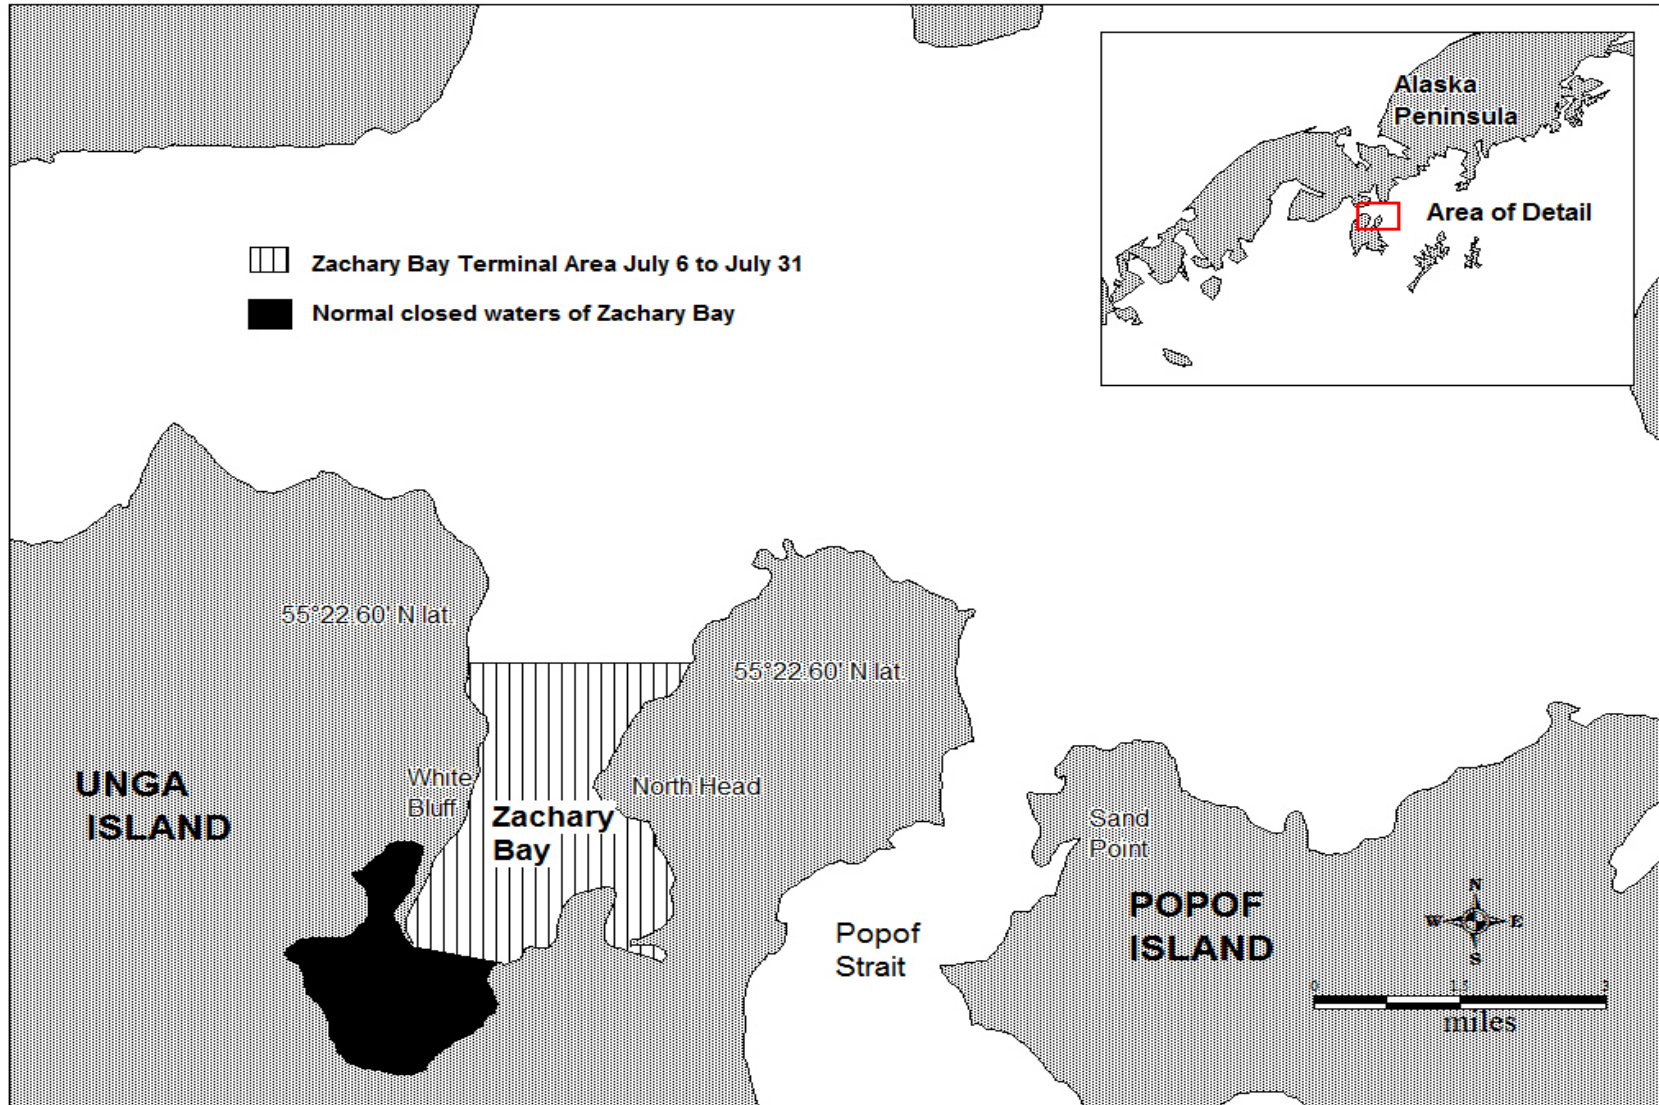 Alaska
Peninsula
Area of Detail
Zachary Bay Terminal Area July 6 to July 31
Normal closed waters of Zachary Bay
55°22.60' N lat.
55°22.60' N lat.
UNGA
ISLAND
White
Bluff
North Head
Zachary
Bay
Sand
Point
Popof
Strait
POPOF
ISLAND
N
W E
S
0 1.5 3
miles